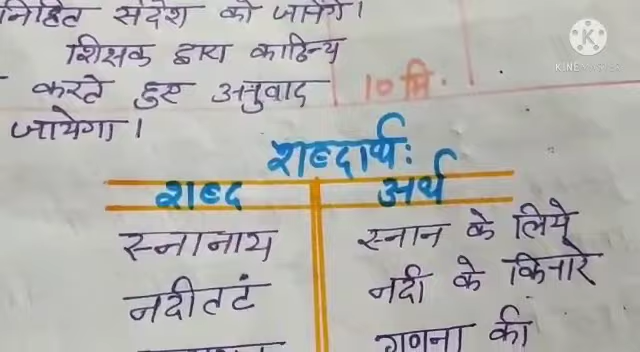 निहित संदेश को जानेंगे।
शिक्षक द्वारा काठिन्य
करते हुए अनुवाद
10 मि.
जायेगा।
शब्दार्थ:
शब्द अर्थ
स्नानाय स्नान के लिये
नदीतटं नदी के किनारे
गणना की
KINEMASTER